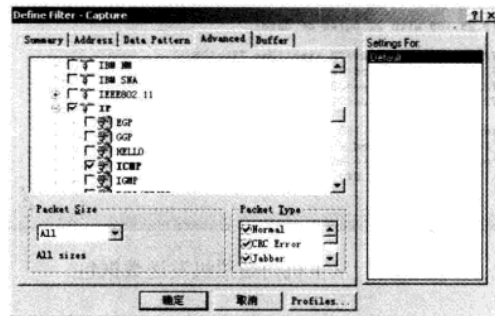 Define Filter - Capture
Summary Address Data Pattern Advanced Buffer
Settings For:
Default
IBM NM
IBM SNA
IEEE802.11
IP
EGP
GGP
HELLO
ICMP
IGMP
Packet Size
All
All sizes
Packet Type
Normal
CRC Error
Jabber
确定 取消 Profiles...